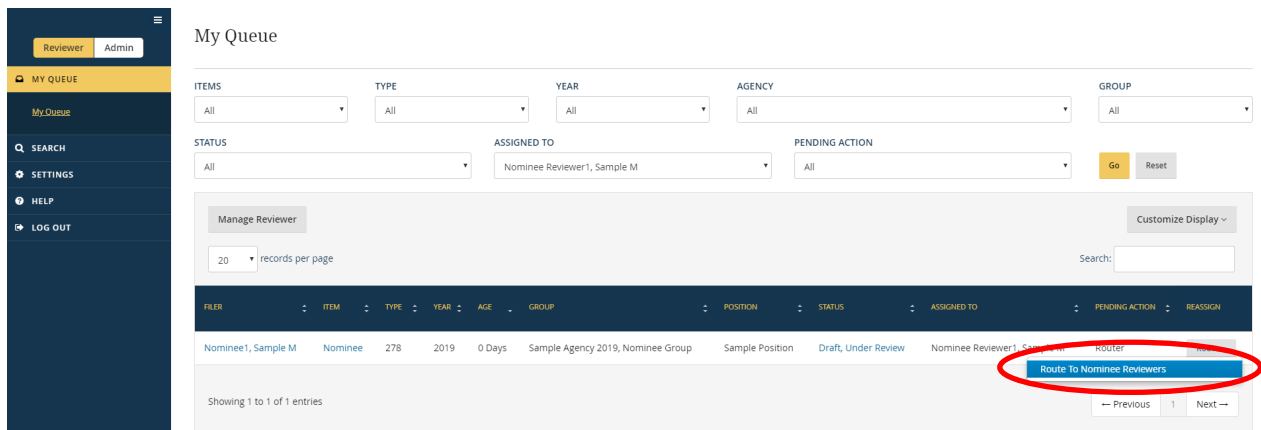 Reviewer Admin
MY QUEUE
My Queue
SEARCH
SETTINGS
HELP
LOG OUT
My Queue
ITEMS TYPE YEAR AGENCY GROUP
All All All All All
STATUS ASSIGNED TO PENDING ACTION
All Nominee Reviewer1, Sample M All Go Reset
Manage Reviewer Customize Display
20 records per page Search:
FILER ITEM TYPE YEAR AGE GROUP POSITION STATUS ASSIGNED TO PENDING ACTION REASSIGN
Nominee1, Sample M Nominee 278 2019 0 Days Sample Agency 2019, Nominee Group Sample Position Draft, Under Review Nominee Reviewer1, Sample M Router
Route To Nominee Reviewers
Showing 1 to 1 of 1 entries ← Previous 1 Next →